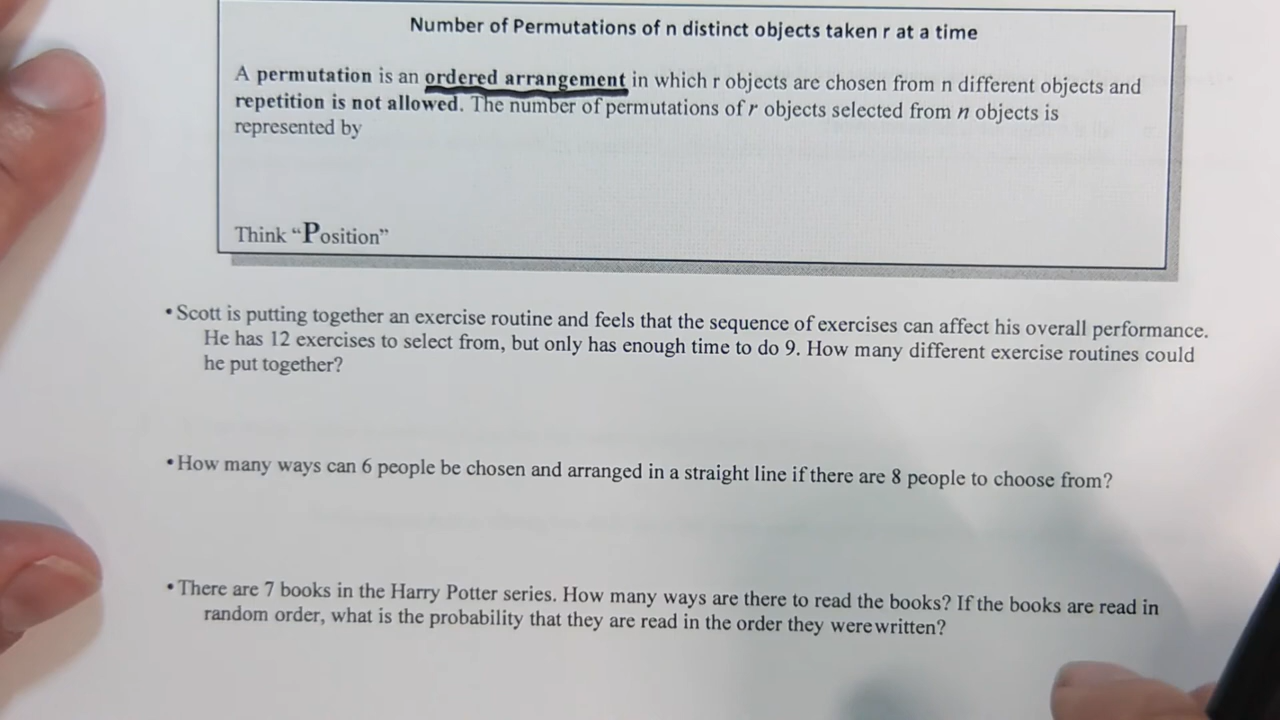 Number of Permutations of n distinct objects taken r at a time
A permutation is an ordered arrangement in which r objects are chosen from n different objects and
repetition is not allowed. The number of permutations of r objects selected from n objects is
represented by
Think “Position”
• Scott is putting together an exercise routine and feels that the sequence of exercises can affect his overall performance.
He has 12 exercises to select from, but only has enough time to do 9. How many different exercise routines could
he put together?
• How many ways can 6 people be chosen and arranged in a straight line if there are 8 people to choose from?
• There are 7 books in the Harry Potter series. How many ways are there to read the books? If the books are read in
random order, what is the probability that they are read in the order they were written?